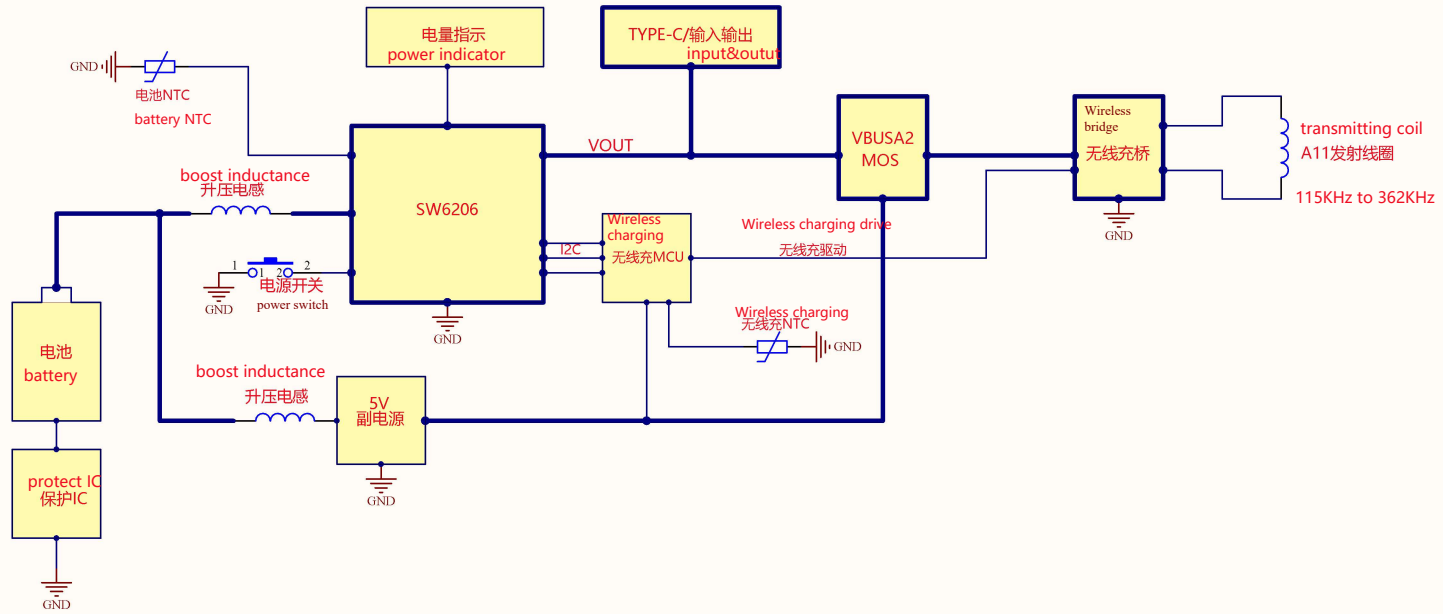 电量指示
power indicator
TYPE-C/输入输出
input&outut
GND
电池NTC
battery NTC
Wireless
bridge
无线充桥
VBUSA2
MOS
transmitting coil
A11发射线圈
115KHz to 362KHz
VOUT
boost inductance
升压电感
SW6206
GND
Wireless
charging
无线充MCU
I2C
Wireless charging drive
无线充驱动
1
1
2
2
电源开关
power switch
GND
GND
Wireless charging
无线充NTC
GND
电池
battery
boost inductance
升压电感
5V
副电源
GND
protect IC
保护IC
GND